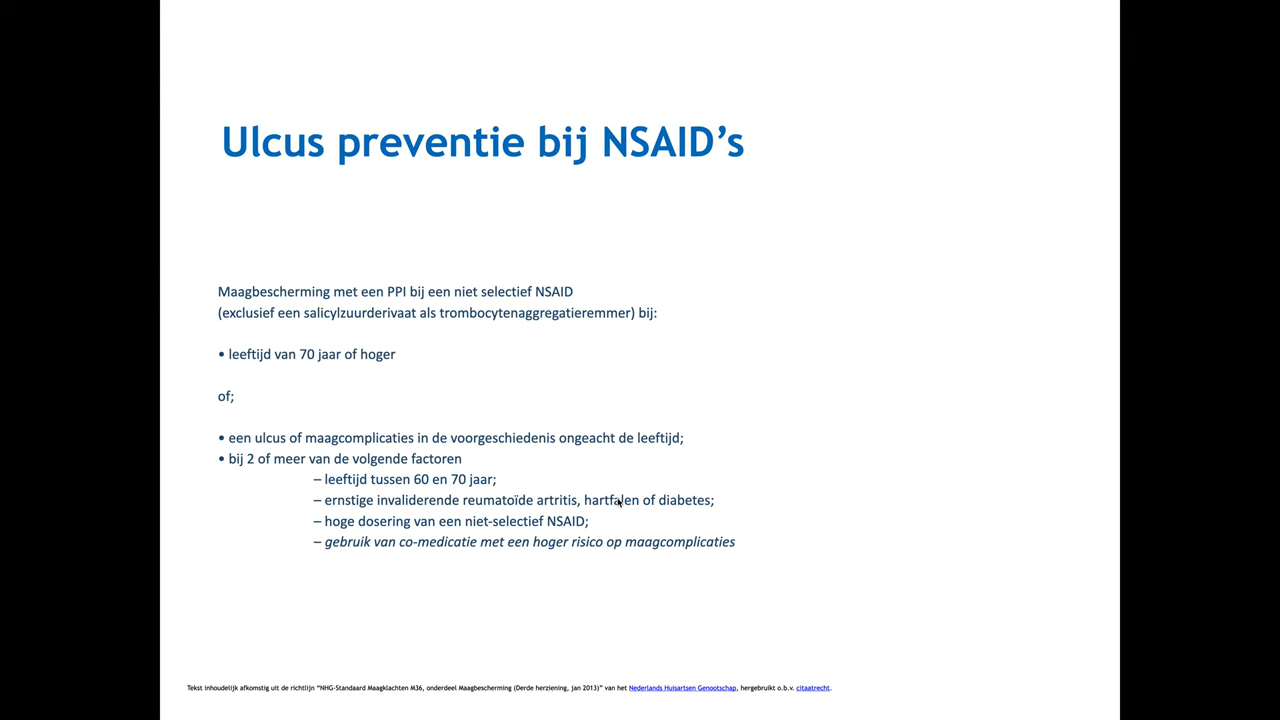 Ulcus preventie bij NSAID’s
Maagbescherming met een PPI bij een niet selectief NSAID
(exclusief een salicylzuurderivaat als trombocytenaggregatieremmer) bij:
• leeftijd van 70 jaar of hoger
of;
• een ulcus of maagcomplicaties in de voorgeschiedenis ongeacht de leeftijd;
• bij 2 of meer van de volgende factoren
– leeftijd tussen 60 en 70 jaar;
– ernstige invaliderende reumatoïde artritis, hartfalen of diabetes;
– hoge dosering van een niet-selectief NSAID;
– gebruik van co-medicatie met een hoger risico op maagcomplicaties
Tekst inhoudelijk afkomstig uit de richtlijn “NHG-Standaard Maagklachten M36, onderdeel Maagbescherming (Derde herziening, jan 2013)” van het Nederlands Huisartsen Genootschap, hergebruikt o.b.v. citaatrecht.